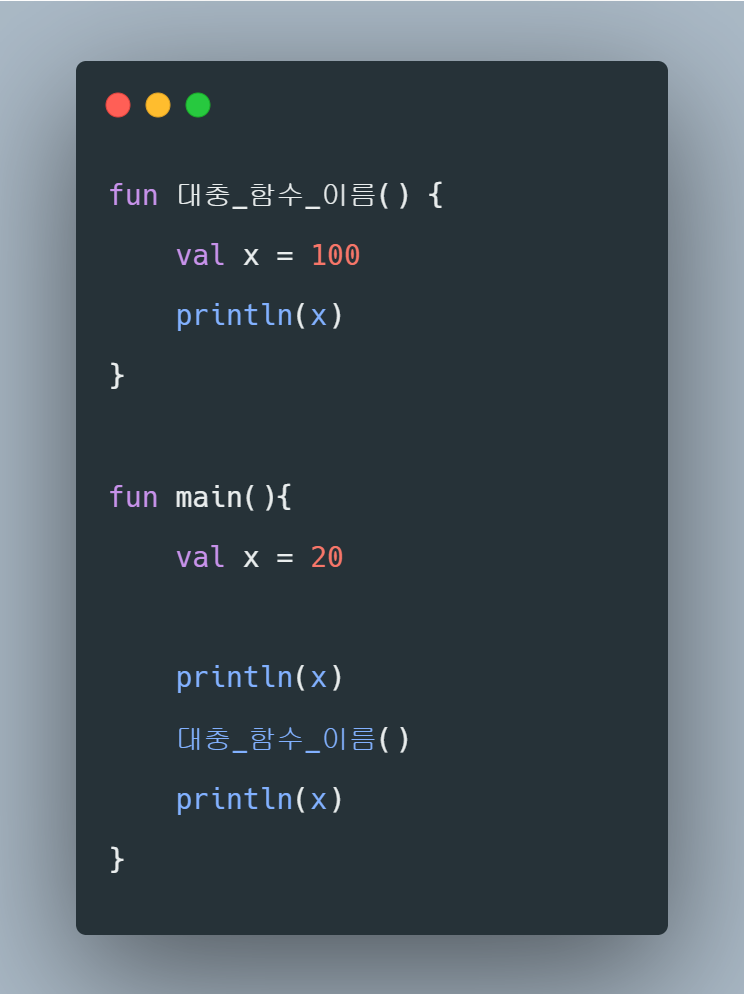 fun 대충_함수_이름() {
    val x = 100
    println(x)
}
fun main(){
    val x = 20
    println(x)
    대충_함수_이름()
    println(x)
}